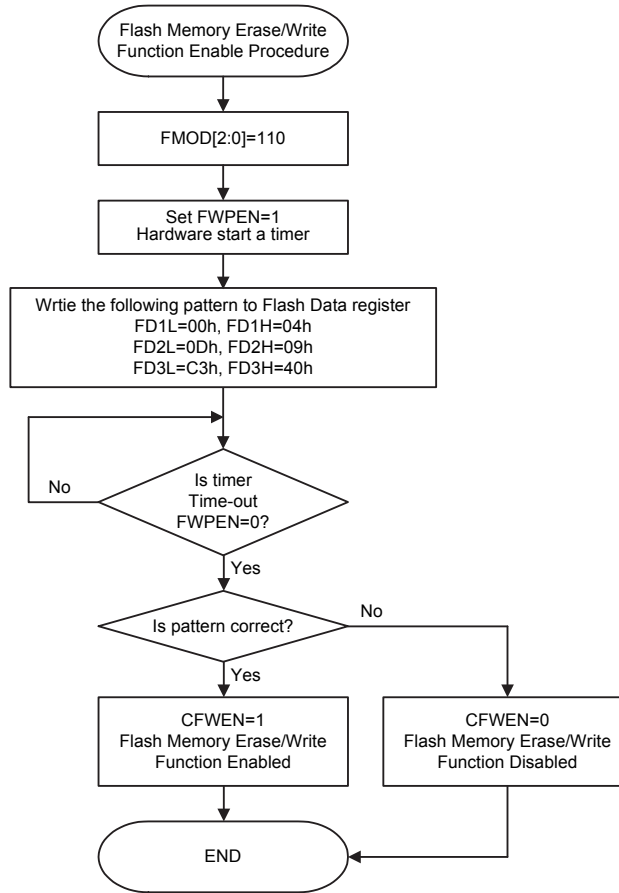 Flash Memory Erase/Write
Function Enable Procedure
FMOD[2:0]=110
Set FWPEN=1
Hardware start a timer
Wrtie the following pattern to Flash Data register
FD1L=00h, FD1H=04h
FD2L=0Dh, FD2H=09h
FD3L=C3h, FD3H=40h
No
Is timer
Time-out
FWPEN=0?
Yes
Is pattern correct?
No
Yes
CFWEN=1
Flash Memory Erase/Write
Function Enabled
CFWEN=0
Flash Memory Erase/Write
Function Disabled
END